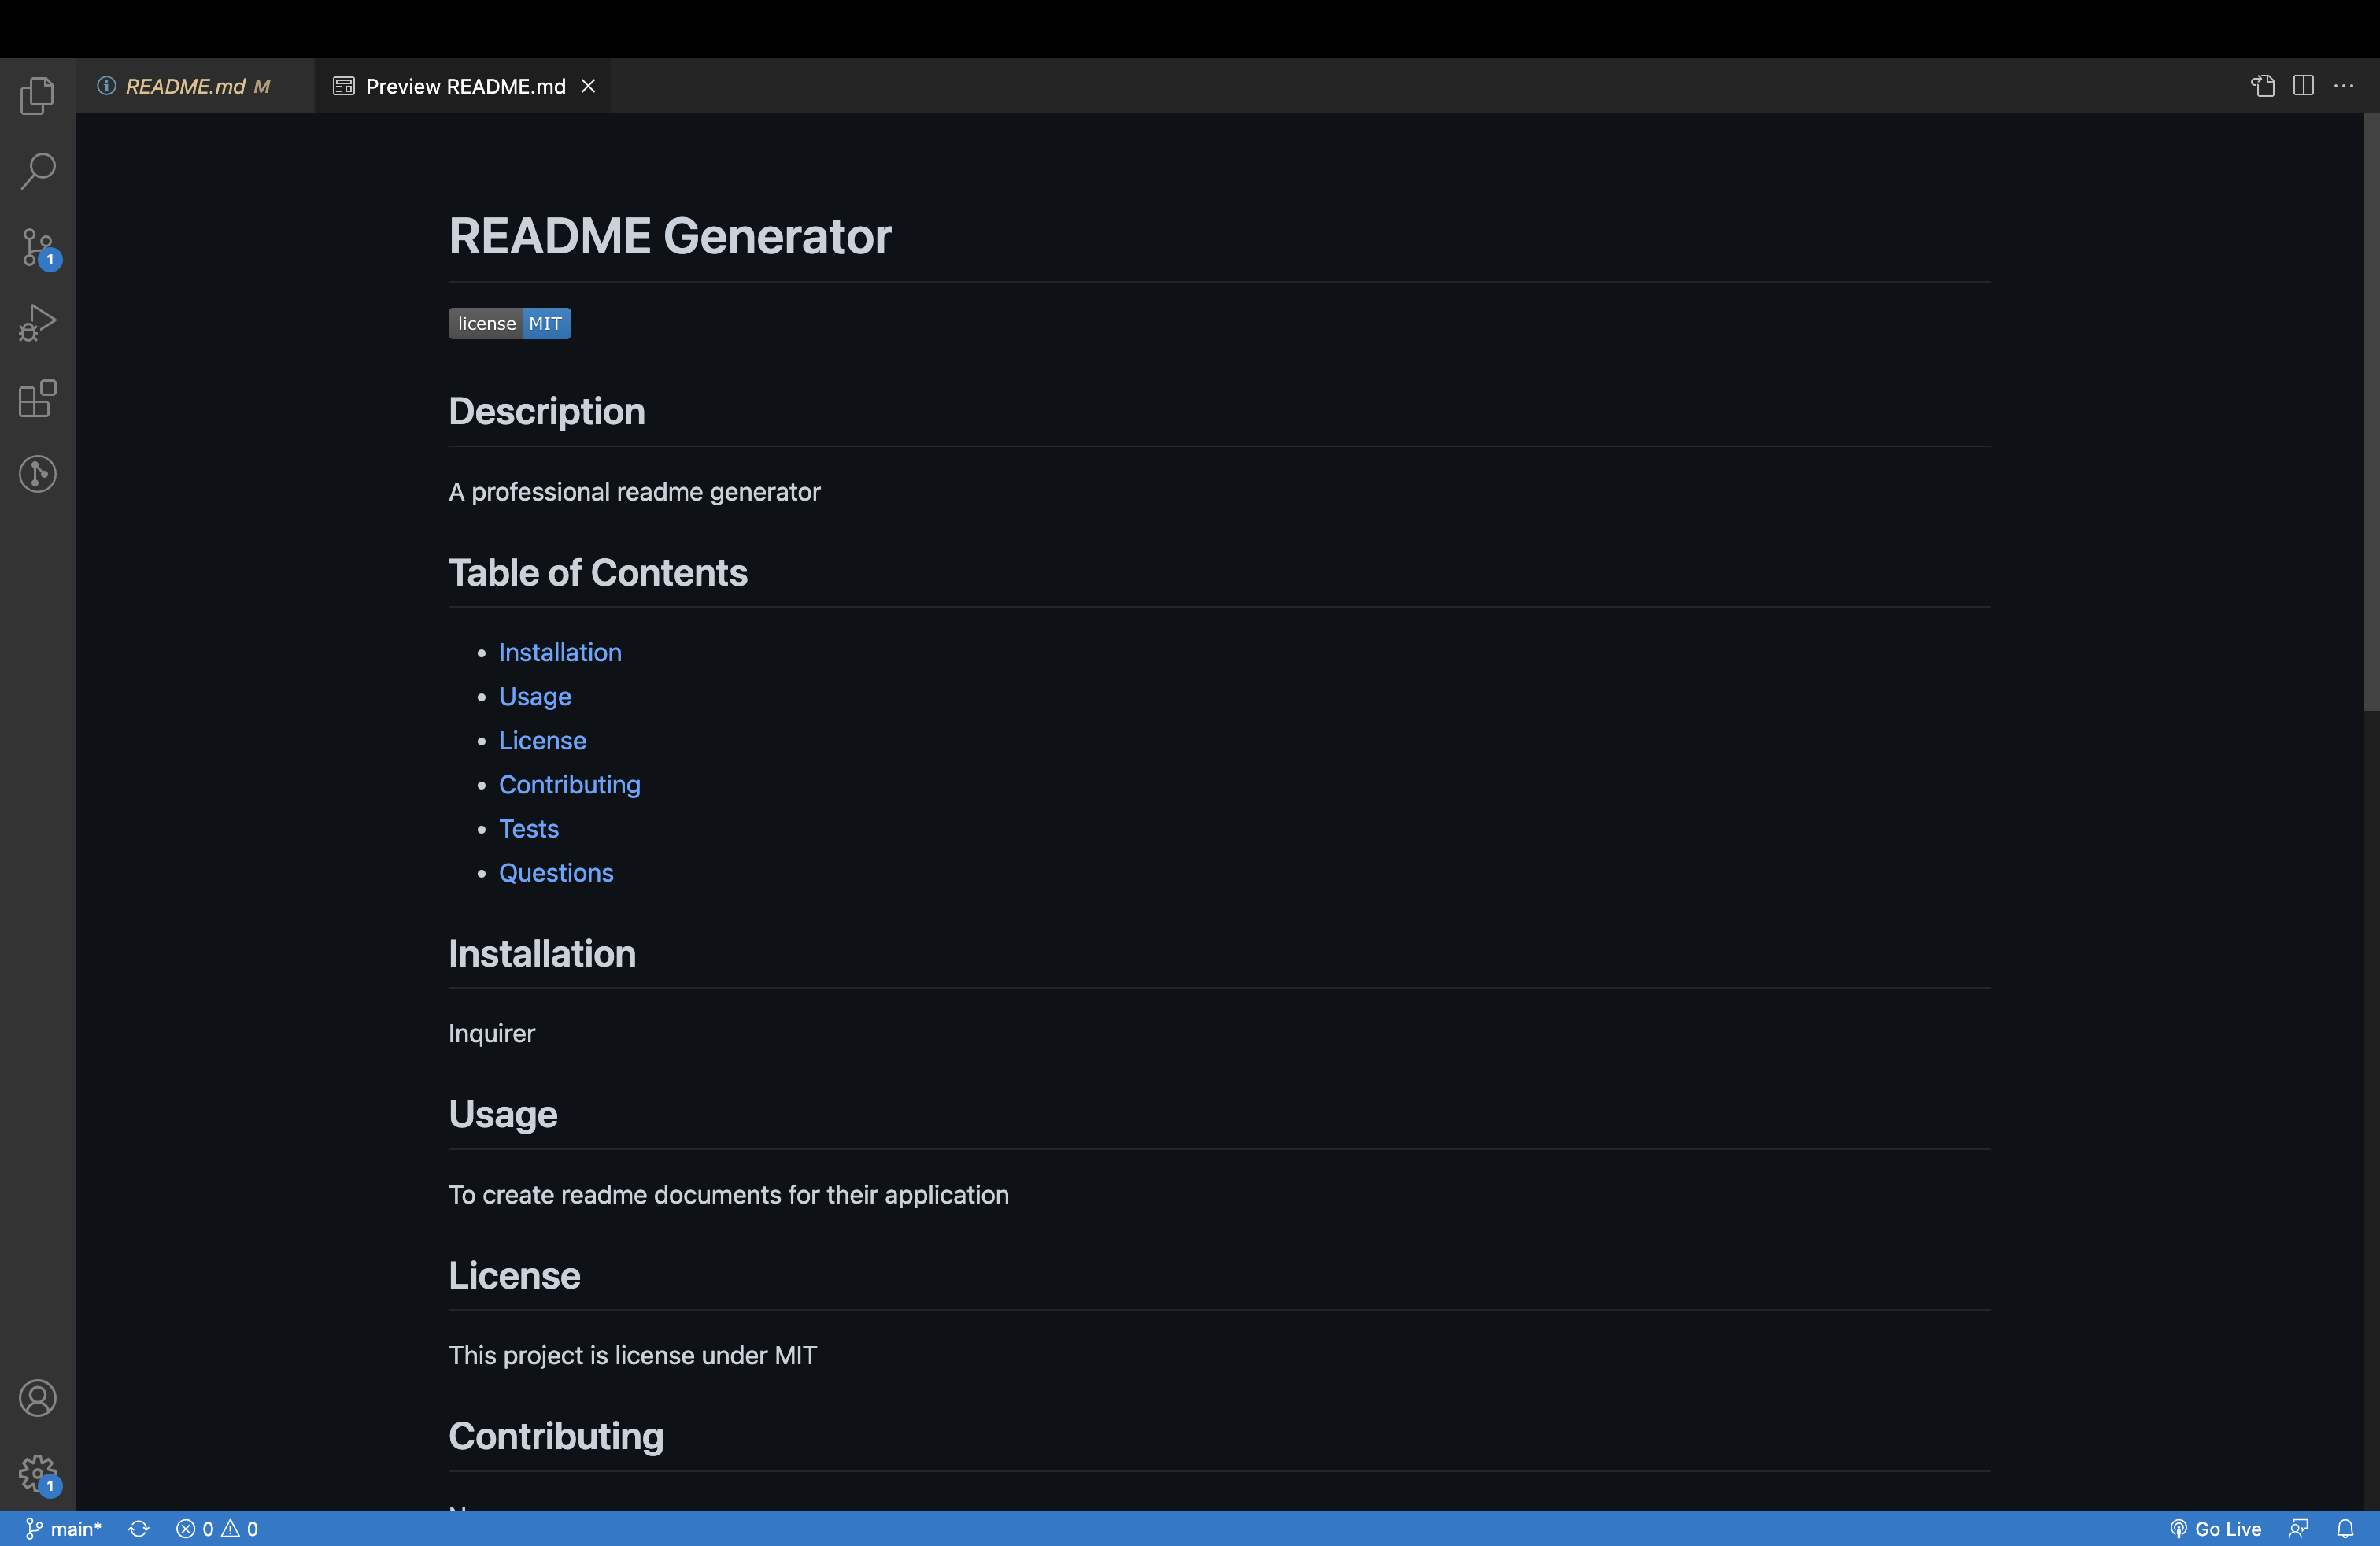 README.md M
Preview README.md
1
README Generator
license MIT
Description
A professional readme generator
Table of Contents
• Installation
• Usage
• License
• Contributing
• Tests
• Questions
Installation
Inquirer
Usage
To create readme documents for their application
License
This project is license under MIT
Contributing
1
main* 0 0 Go Live